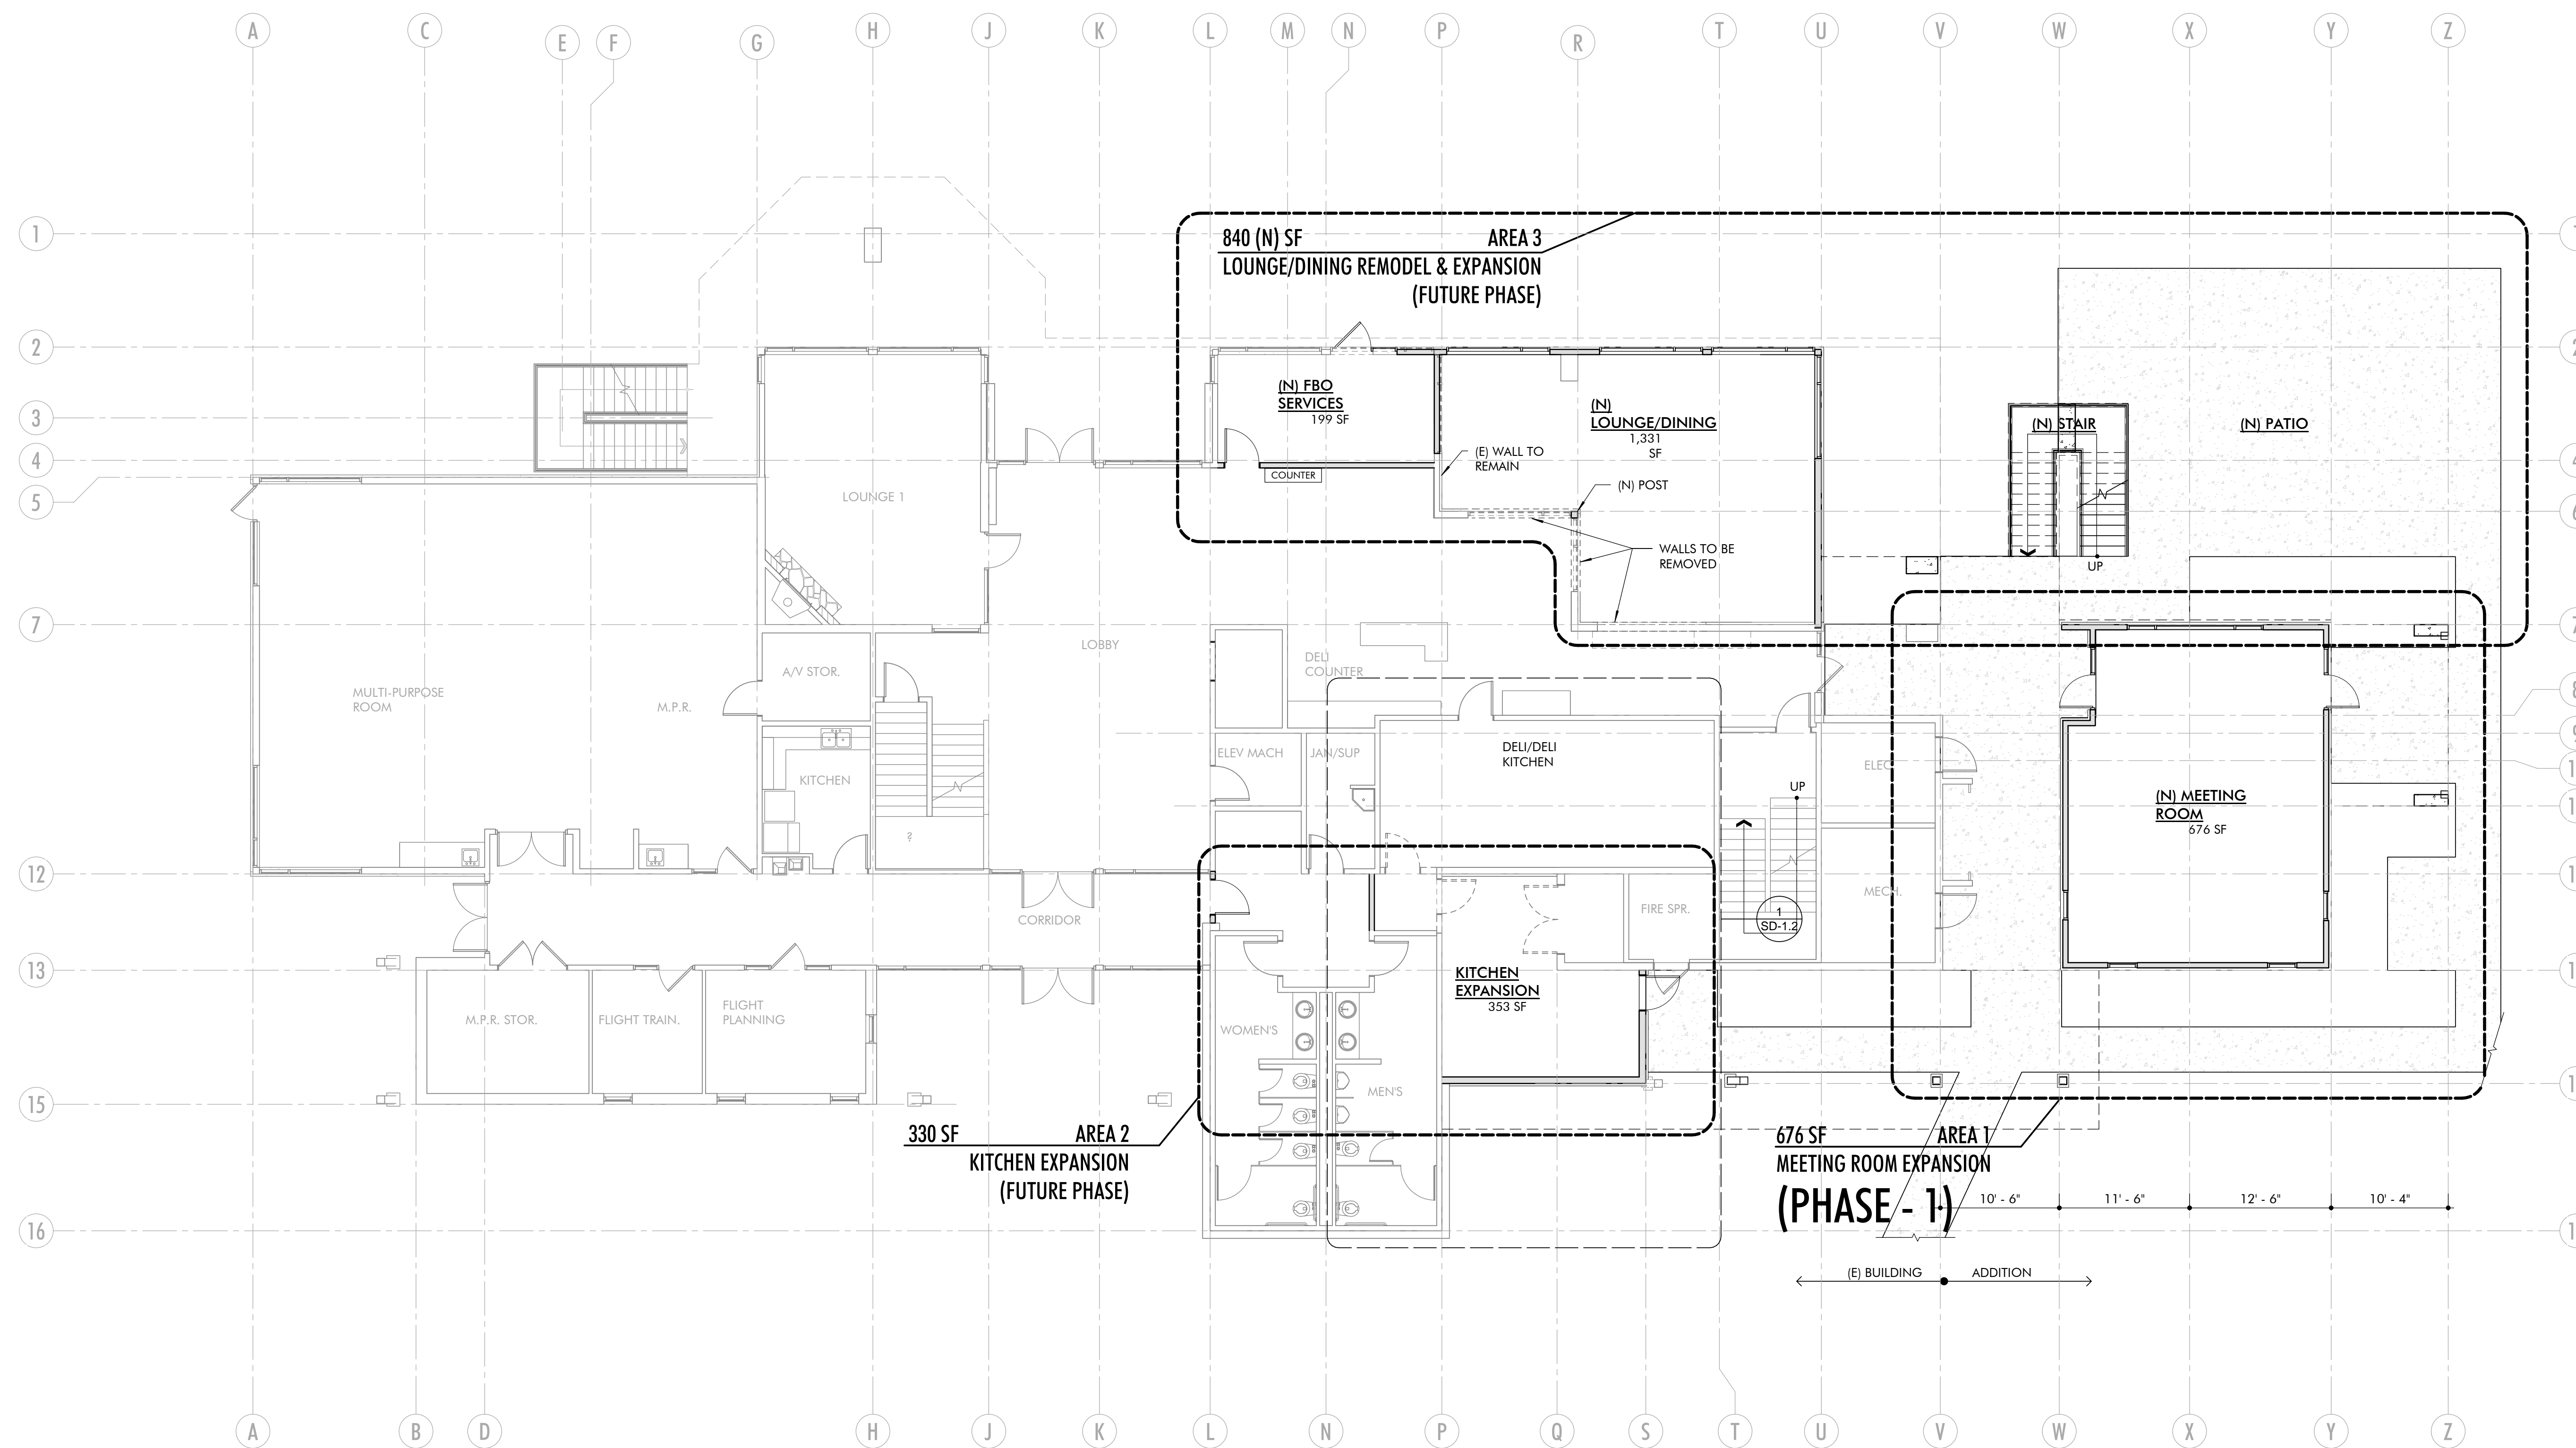 A
C
E
F
G
H
J
K
L
M
N
P
R
T
U
V
W
X
Y
Z
1
840 (N) SF AREA 3
LOUNGE/DINING REMODEL & EXPANSION
(FUTURE PHASE)
2
(N) FBO
SERVICES
199 SF
(N)
LOUNGE/DINING
1,331
SF
3
(N) STAIR
(N) PATIO
4
(E) WALL TO
REMAIN
COUNTER
5
LOUNGE 1
(N) POST
6
WALLS TO BE
REMOVED
UP
7
LOBBY
DELI
COUNTER
A/V STOR.
MULTI-PURPOSE
ROOM
M.P.R.
8
9
ELEV MACH
JAN/SUP
DELI/DELI
KITCHEN
ELEC
KITCHEN
UP
(N) MEETING
ROOM
676 SF
?
12
MECH.
CORRIDOR
FIRE SPR.
1
SD-1.2
13
KITCHEN
EXPANSION
353 SF
M.P.R. STOR.
FLIGHT TRAIN.
FLIGHT
PLANNING
WOMEN'S
MEN'S
15
330 SF AREA 2
KITCHEN EXPANSION
(FUTURE PHASE)
676 SF AREA 1
MEETING ROOM EXPANSION
(PHASE - 1)
10' - 6"
11' - 6"
12' - 6"
10' - 4"
16
(E) BUILDING
ADDITION
A
B
D
H
J
K
L
N
P
Q
S
T
U
V
W
X
Y
Z